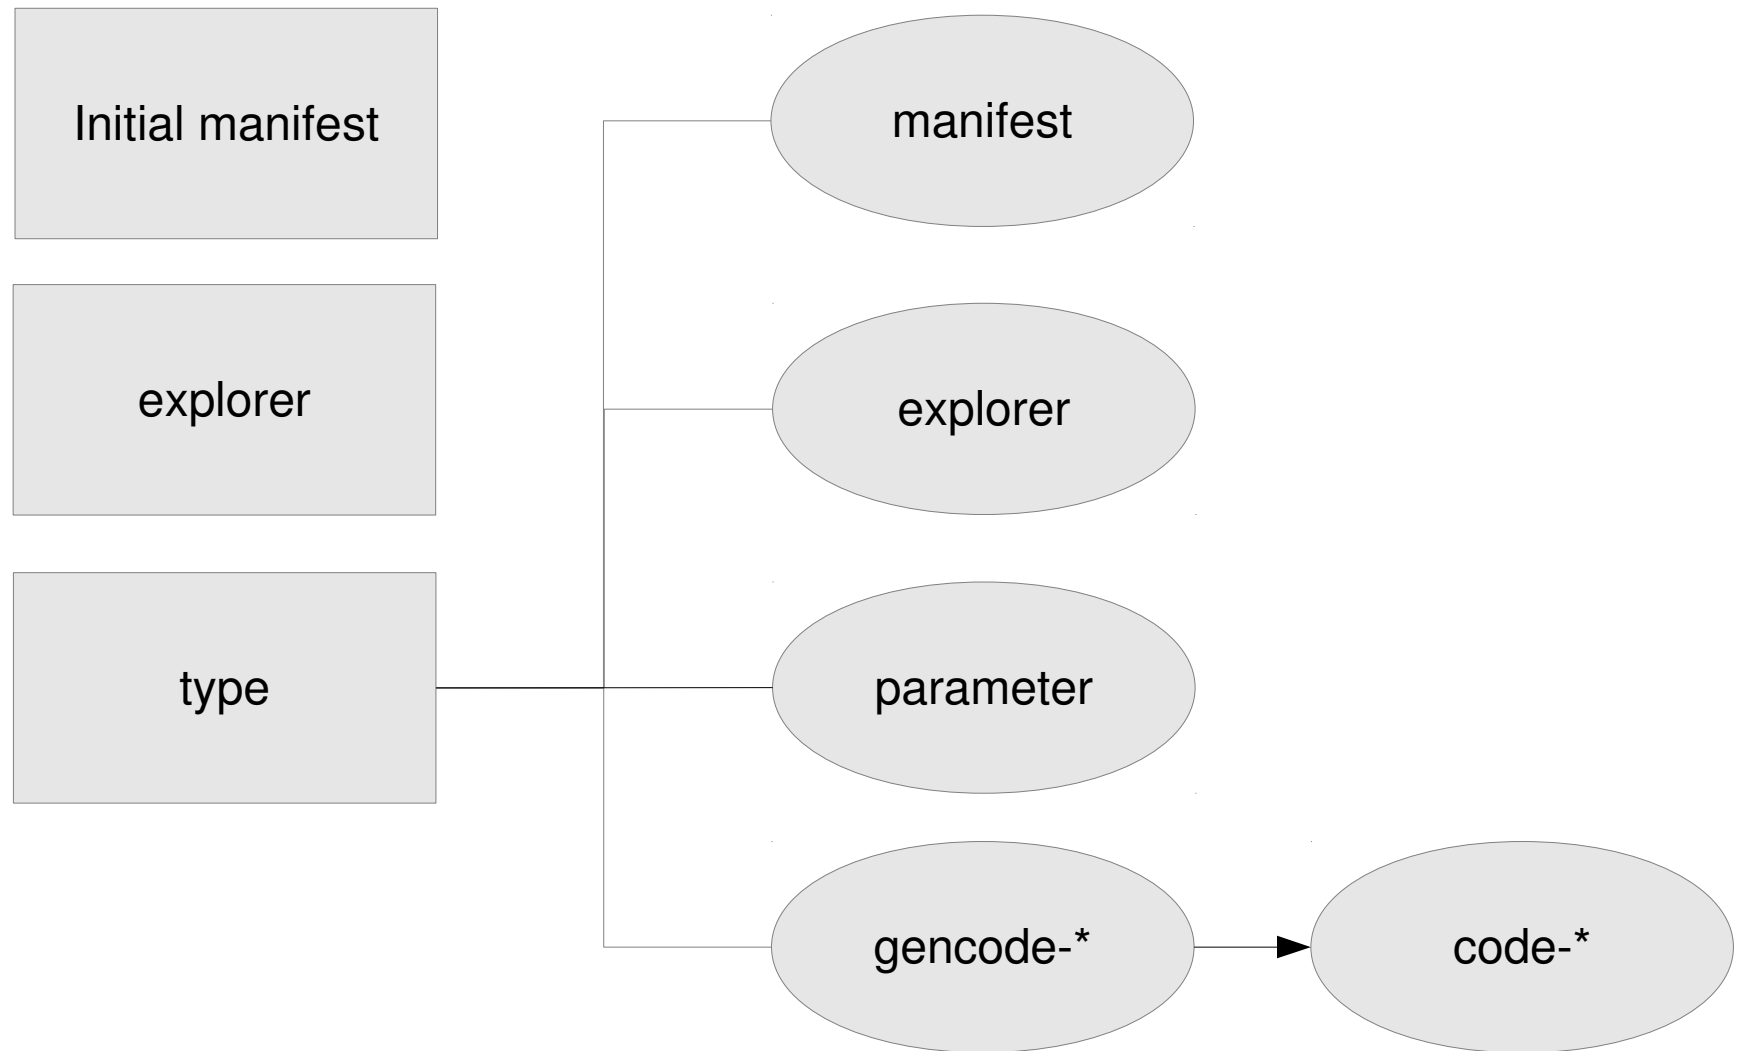 Initial manifest
manifest
explorer
explorer
type
parameter
gencode-*
code-*